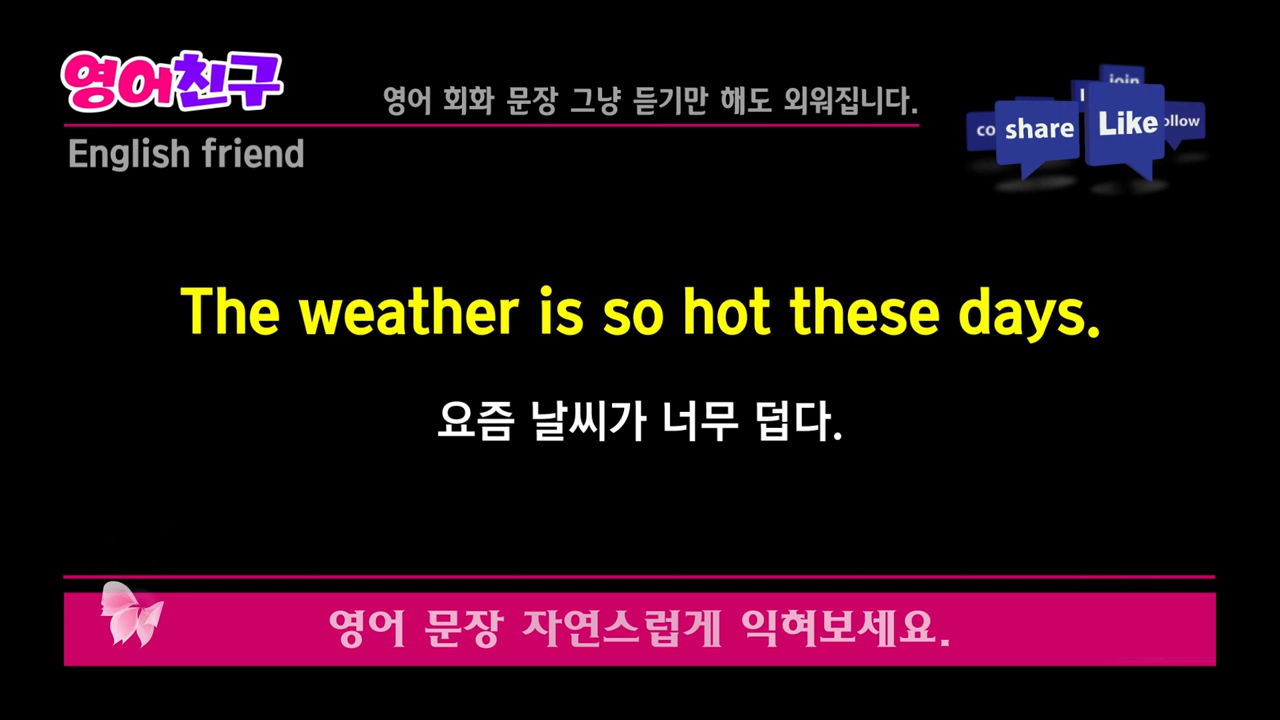 영어친구
영어 회화 문장 그냥 듣기만 해도 외워집니다.
English friend
join
share
Like
The weather is so hot these days.
요즘 날씨가 너무 덥다.
영어 문장 자연스럽게 익혀보세요.